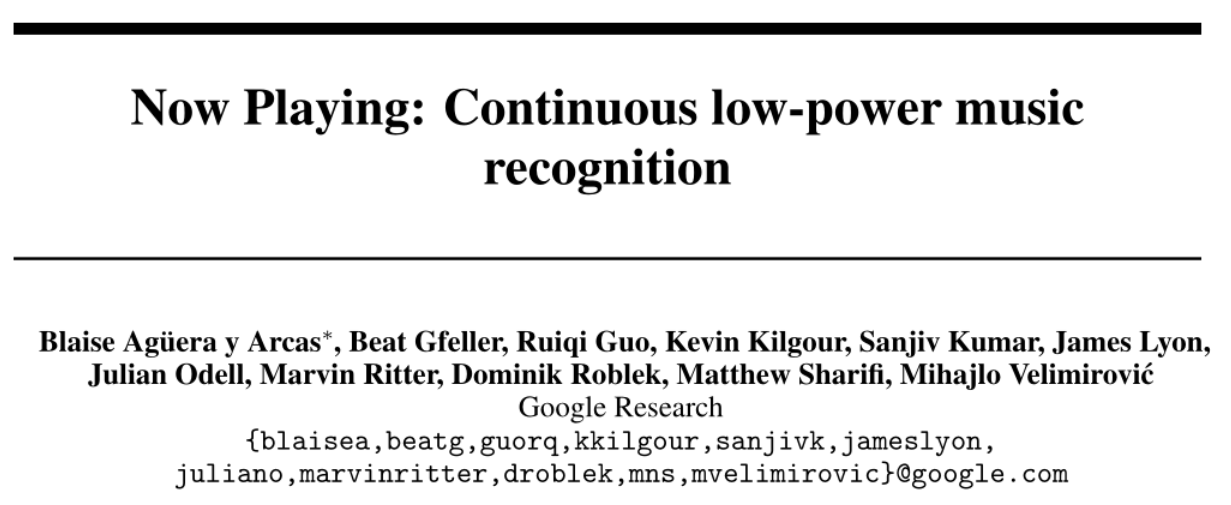 Now Playing: Continuous low-power music
recognition
Blaise Agüera y Arcas*, Beat Gfeller, Ruiqi Guo, Kevin Kilgour, Sanjiv Kumar, James Lyon,
Julian Odell, Marvin Ritter, Dominik Roblek, Matthew Sharifi, Mihajlo Velimirović
Google Research
{blaisea,beatg,guorq,kkilgour,sanjivk,jameslyon,
juliano,marvinritter,droblek,mns,mvelimirovic}@google.com